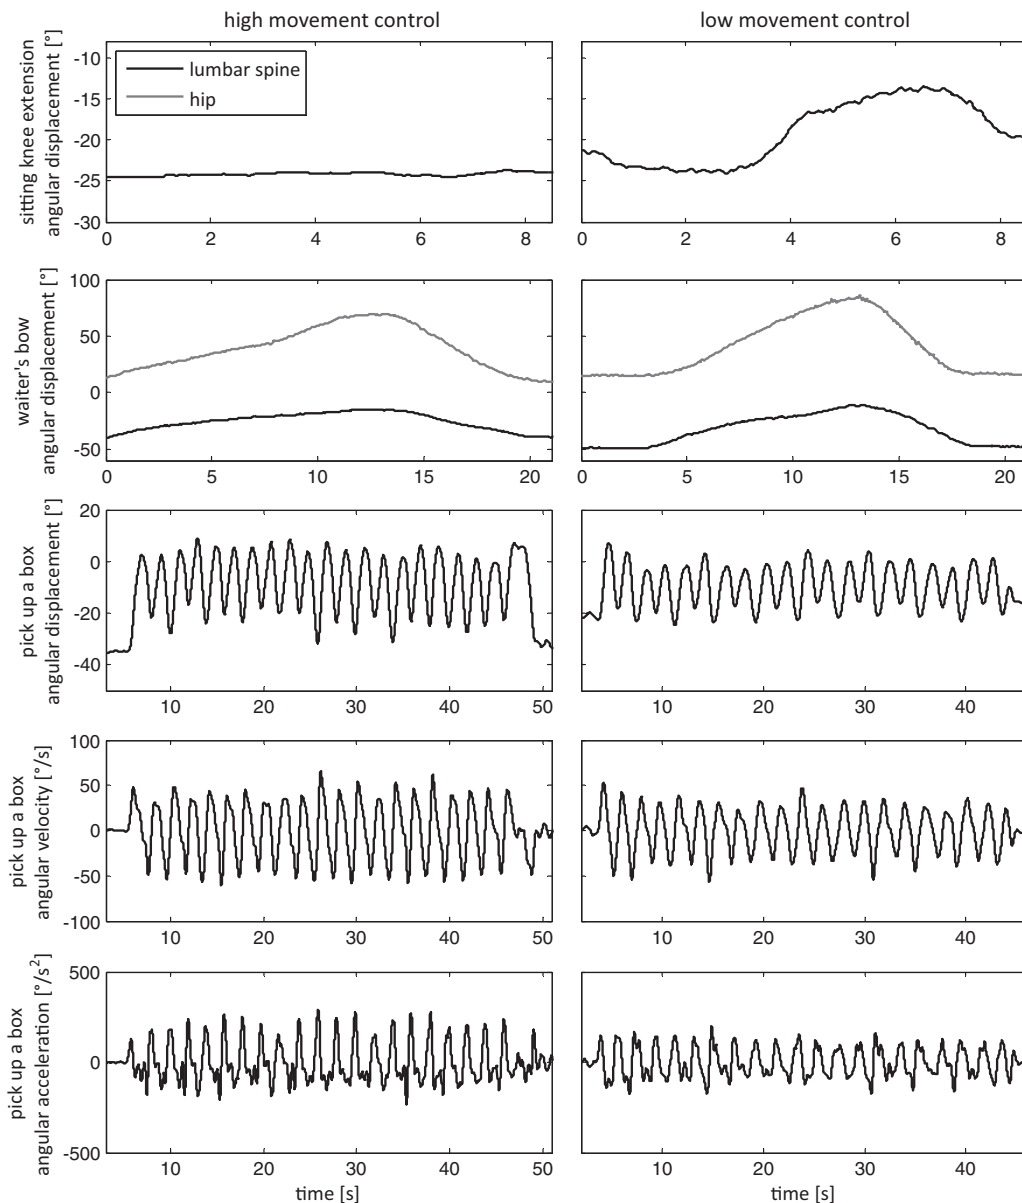 high movement control
low movement control
sitting knee extension
angular displacement [°]
-10
-15
-20
-25
-30
lumbar spine
hip
0 2 4 6 8
0 2 4 6 8
waiter's bow
angular displacement [°]
100
50
0
-50
0 5 10 15 20
0 5 10 15 20
pick up a box
angular displacement [°]
20
0
-20
-40
10 20 30 40 50
10 20 30 40
pick up a box
angular velocity [°/s]
100
50
0
-50
-100
10 20 30 40 50
10 20 30 40
pick up a box
angular acceleration [°/s²]
500
0
-500
10 20 30 40 50
10 20 30 40
time [s]
time [s]